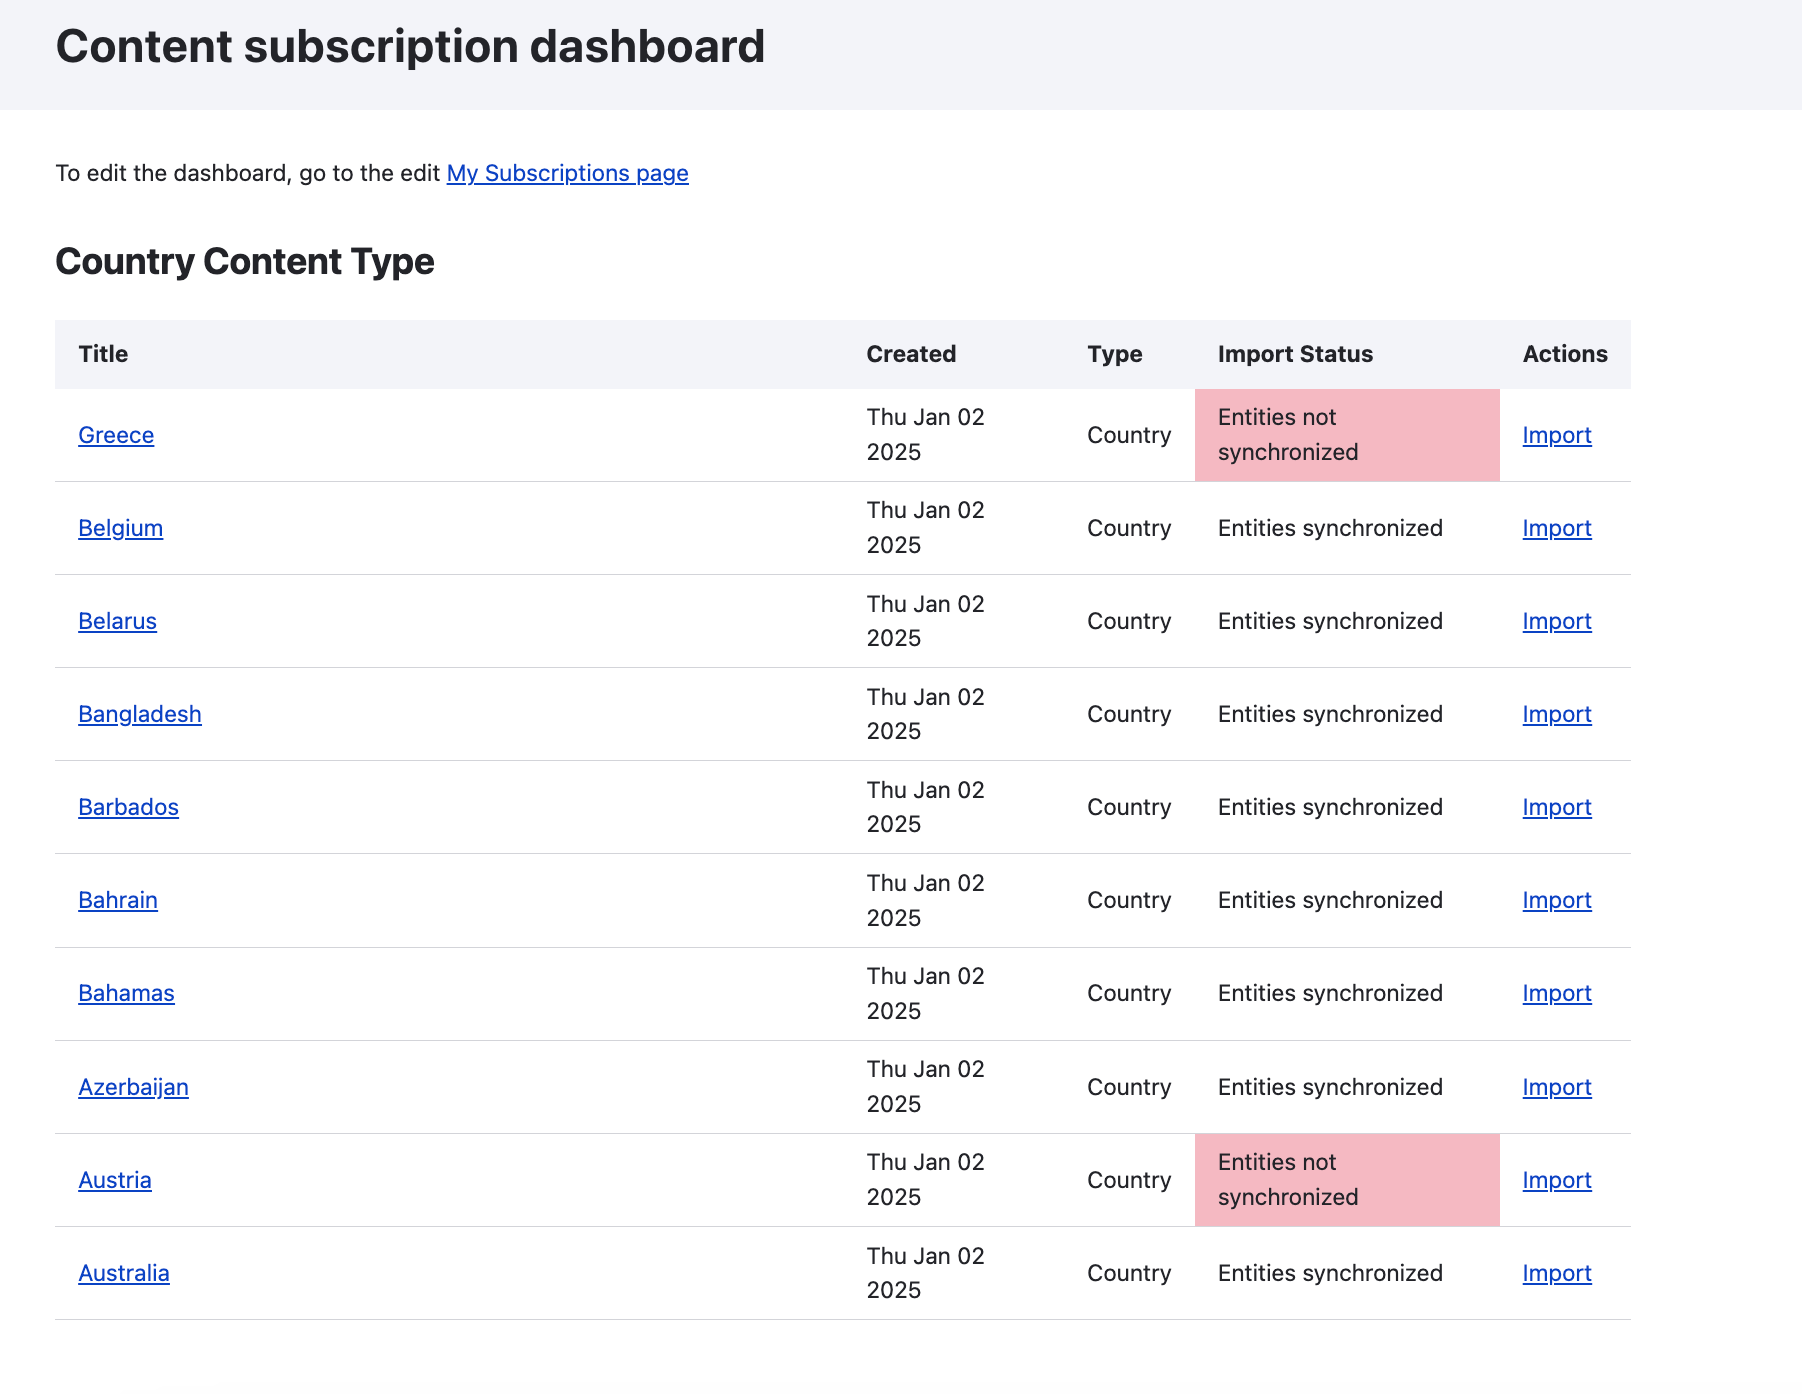 Content subscription dashboard
To edit the dashboard, go to the edit My Subscriptions page
Country Content Type
Title Created Type Import Status Actions
Greece Thu Jan 02 2025 Country Entities not synchronized Import
Belgium Thu Jan 02 2025 Country Entities synchronized Import
Belarus Thu Jan 02 2025 Country Entities synchronized Import
Bangladesh Thu Jan 02 2025 Country Entities synchronized Import
Barbados Thu Jan 02 2025 Country Entities synchronized Import
Bahrain Thu Jan 02 2025 Country Entities synchronized Import
Bahamas Thu Jan 02 2025 Country Entities synchronized Import
Azerbaijan Thu Jan 02 2025 Country Entities synchronized Import
Austria Thu Jan 02 2025 Country Entities not synchronized Import
Australia Thu Jan 02 2025 Country Entities synchronized Import